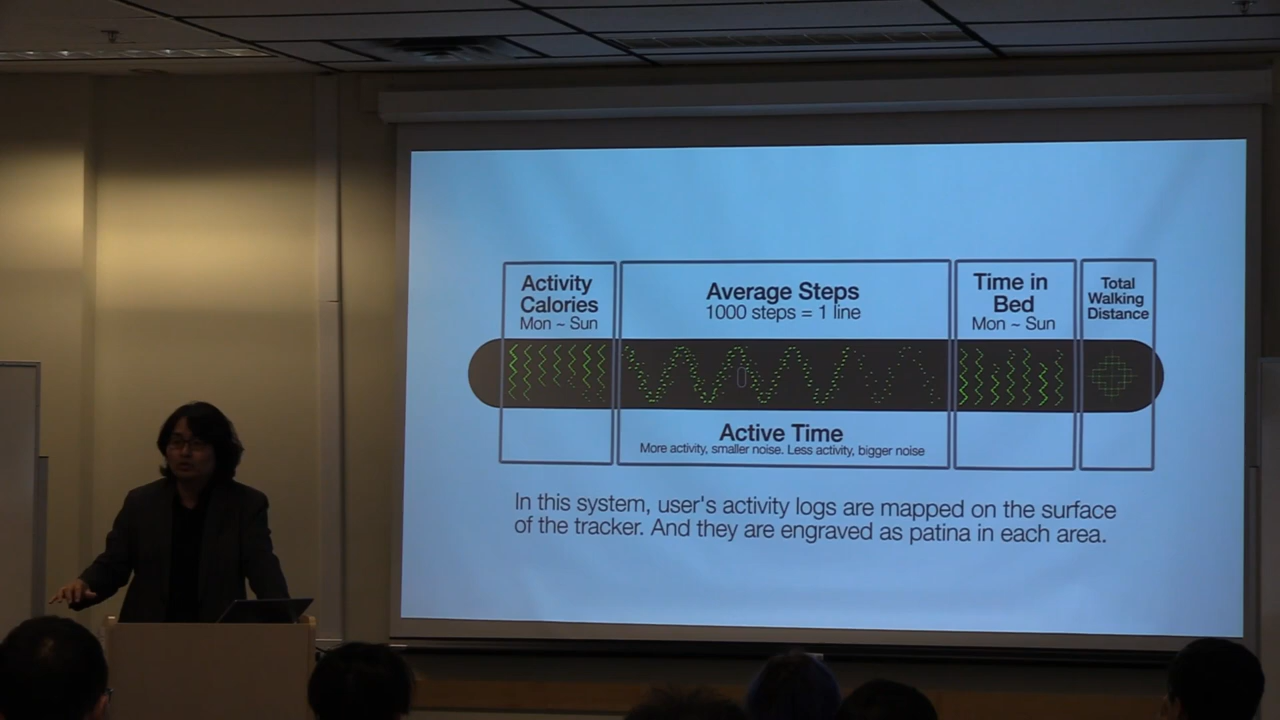 Activity
Calories
Mon ~ Sun
Average Steps
1000 steps = 1 line
Time in
Bed
Mon ~ Sun
Total
Walking
Distance
Active Time
More activity, smaller noise. Less activity, bigger noise
In this system, user's activity logs are mapped on the surface
of the tracker. And they are engraved as patina in each area.